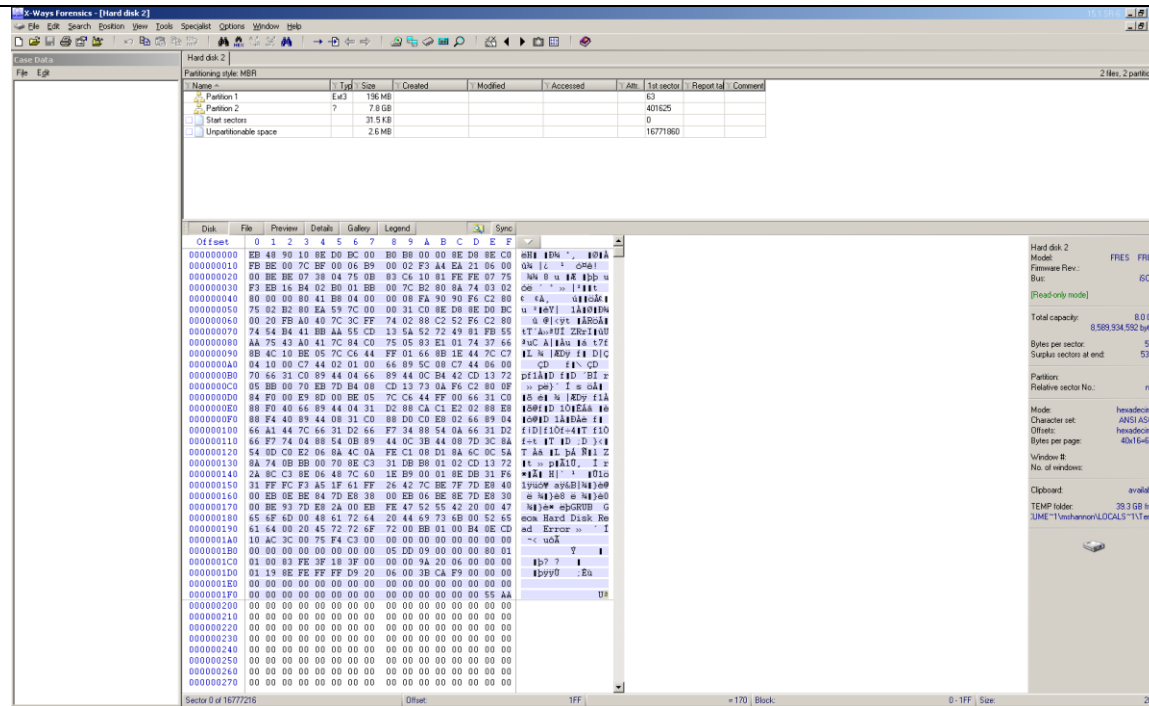 X-Ways Forensics - [Hard disk 2]
File Edit Search Position View Tools Specialist Options Window Help
Case Data
File Edit
Hard disk 2
Partitioning style: MBR
2 files, 2 partitio
Name Typ Size Created Modified Accessed Attr. 1st sector Report tal Comment
Partition 1 Ext3 196 MB 63
Partition 2 ? 7.8 GB 401625
Start sectors 31.5 KB 0
Unpartitionable space 2.6 MB 16771860
Disk File Preview Details Gallery Legend Sync
Offset 0 1 2 3 4 5 6 7 8 9 A B C D E F
000000000 EB 48 90 10 8E D0 BC 00 B0 B8 00 00 8E D8 8E C0
000000010 FB BE 00 7C BF 00 06 B9 00 02 F3 A4 EA 21 06 00
000000020 00 BE BE 07 38 04 75 0B 83 C6 10 81 FE FE 07 75
000000030 F3 EB 16 B4 02 B0 01 BB 00 7C B2 80 8A 74 03 02
000000040 80 00 00 80 41 B8 04 00 00 08 FA 90 90 F6 C2 80
000000050 75 02 B2 80 EA 59 7C 00 00 31 C0 8E D8 8E D0 BC
000000060 00 20 FB A0 40 7C 3C FF 74 02 88 C2 52 F6 C2 80
000000070 74 54 B4 41 BB AA 55 CD 13 5A 52 72 49 81 FB 55
000000080 AA 75 43 A0 41 7C 84 C0 75 05 83 E1 01 74 37 66
000000090 8B 4C 10 BE 05 7C C6 44 FF 01 66 8B 1E 44 7C C7
0000000A0 04 10 00 C7 44 02 01 00 66 89 5C 08 C7 44 06 00
0000000B0 70 66 31 C0 89 44 04 66 89 44 0C B4 42 CD 13 72
0000000C0 05 BB 00 70 EB 7D B4 08 CD 13 73 0A F6 C2 80 0F
0000000D0 84 F0 00 E9 8D 00 BE 05 7C C6 44 FF 00 66 31 C0
0000000E0 88 F0 40 66 89 44 04 31 D2 88 CA C1 E2 02 88 E8
0000000F0 88 F4 40 89 44 08 31 C0 88 D0 C0 E8 02 66 89 04
000000100 66 A1 44 7C 66 31 D2 66 F7 34 88 54 0A 66 31 D2
000000110 66 F7 74 04 88 54 0B 89 44 0C 3B 44 08 7D 3C 8A
000000120 54 0D C0 E2 06 8A 4C 0A FE C1 08 D1 8A 6C 0C 5A
000000130 8A 74 0B BB 00 70 8E C3 31 DB B8 01 02 CD 13 72
000000140 2A 8C C3 8E 06 48 7C 60 1E B9 00 01 8E DB 31 F6
000000150 31 FF FC F3 A5 1F 61 FF 26 42 7C BE 7F 7D E8 40
000000160 00 EB 0E BE 84 7D E8 38 00 EB 06 BE 8E 7D E8 30
000000170 00 BE 93 7D E8 2A 00 EB FE 47 52 55 42 20 00 47
000000180 65 6F 6D 00 48 61 72 64 20 44 69 73 6B 00 52 65
000000190 61 64 00 20 45 72 72 6F 72 00 BB 01 00 B4 0E CD
0000001A0 10 AC 3C 00 75 F4 C3 00 00 00 00 00 00 00 00 00
0000001B0 00 00 00 00 00 00 00 00 05 DD 09 00 00 00 80 01
0000001C0 01 00 83 FE 3F 18 3F 00 00 00 9A 20 06 00 00 00
0000001D0 01 19 8E FE FF FF D9 20 06 00 3B CA F9 00 00 00
0000001E0 00 00 00 00 00 00 00 00 00 00 00 00 00 00 00 00
0000001F0 00 00 00 00 00 00 00 00 00 00 00 00 00 00 55 AA
000000200 00 00 00 00 00 00 00 00 00 00 00 00 00 00 00 00
000000210 00 00 00 00 00 00 00 00 00 00 00 00 00 00 00 00
000000220 00 00 00 00 00 00 00 00 00 00 00 00 00 00 00 00
000000230 00 00 00 00 00 00 00 00 00 00 00 00 00 00 00 00
000000240 00 00 00 00 00 00 00 00 00 00 00 00 00 00 00 00
000000250 00 00 00 00 00 00 00 00 00 00 00 00 00 00 00 00
000000260 00 00 00 00 00 00 00 00 00 00 00 00 00 00 00 00
000000270 00 00 00 00 00 00 00 00 00 00 00 00 00 00 00 00
Hard disk 2
Model: FRES FRE
Firmware Rev.:
Bus: iSC
[Read-only mode]
Total capacity: 8.0 G
8,589,934,592 byt
Bytes per sector: 5
Surplus sectors at end: 53
Partition:
Relative sector No.: n
Mode: hexadecim
Character set: ANSI AS
Offsets: hexadecim
Bytes per page: 40x16=6
Window #:
No. of windows:
Clipboard: availab
TEMP folder: 39.3 GB fr
:UME~1\mshannon\LOCALS~1\Tem
Sector 0 of 16777216 Offset: 1FF = 170 Block: 0 - 1FF Size: 20